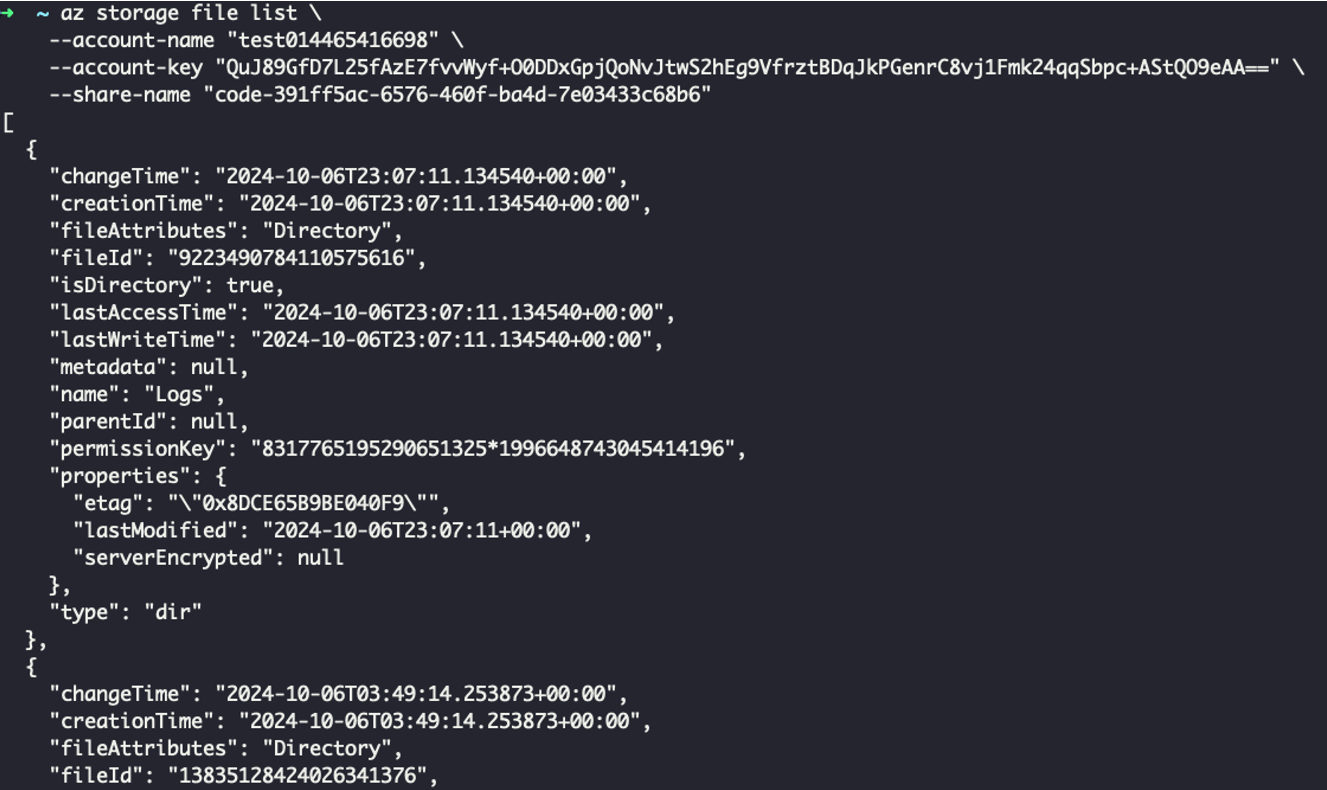 ➜  ~ az storage file list \
    --account-name "test014465416698" \
    --account-key "QuJ89GfD7L25fAzE7fvvWyf+O0DDxGpjQoNvJtwS2hEg9VfrztBDqJkPGenrC8vj1Fmk24qqSbpc+AStQO9eAA==" \
    --share-name "code-391ff5ac-6576-460f-ba4d-7e03433c68b6"
[
  {
    "changeTime": "2024-10-06T23:07:11.134540+00:00",
    "creationTime": "2024-10-06T23:07:11.134540+00:00",
    "fileAttributes": "Directory",
    "fileId": "9223490784110575616",
    "isDirectory": true,
    "lastAccessTime": "2024-10-06T23:07:11.134540+00:00",
    "lastWriteTime": "2024-10-06T23:07:11.134540+00:00",
    "metadata": null,
    "name": "Logs",
    "parentId": null,
    "permissionKey": "8317765195290651325*1996648743045414196",
    "properties": {
      "etag": "\"0x8DCE65B9BE040F9\"",
      "lastModified": "2024-10-06T23:07:11+00:00",
      "serverEncrypted": null
    },
    "type": "dir"
  },
  {
    "changeTime": "2024-10-06T03:49:14.253873+00:00",
    "creationTime": "2024-10-06T03:49:14.253873+00:00",
    "fileAttributes": "Directory",
    "fileId": "13835128424026341376",